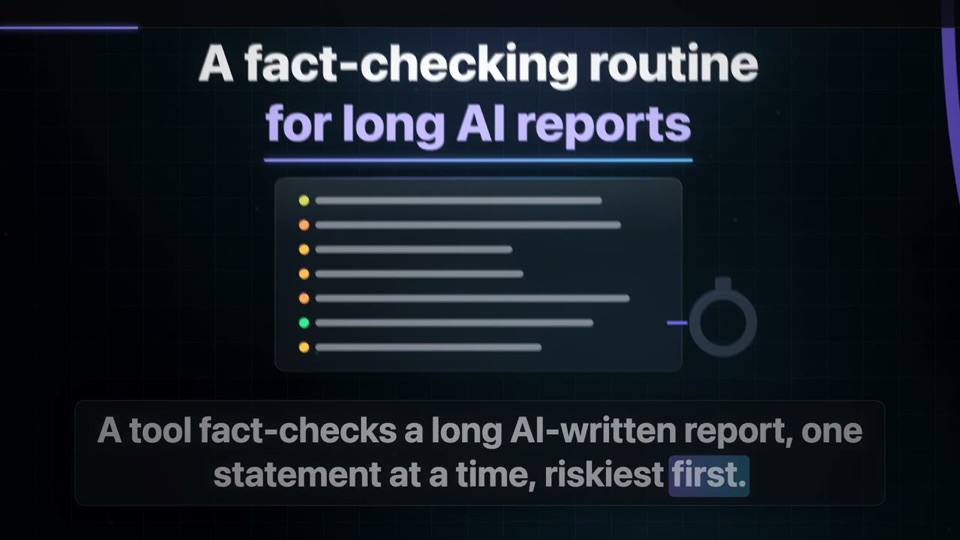 A fact-checking routine
for long AI reports
A tool fact-checks a long AI-written report, one
statement at a time, riskiest first.